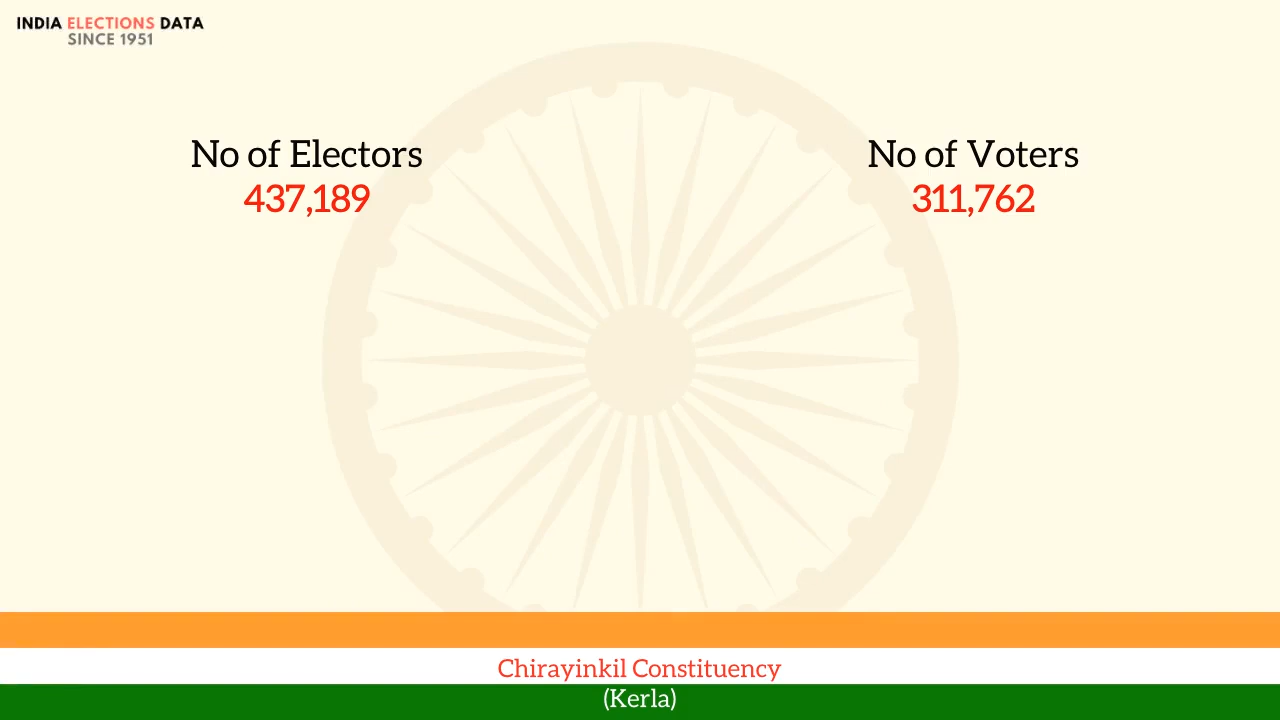 INDIA ELECTIONS DATA
SINCE 1951
No of Electors
437,189
No of Voters
311,762
Chirayinkil Constituency
(Kerla)